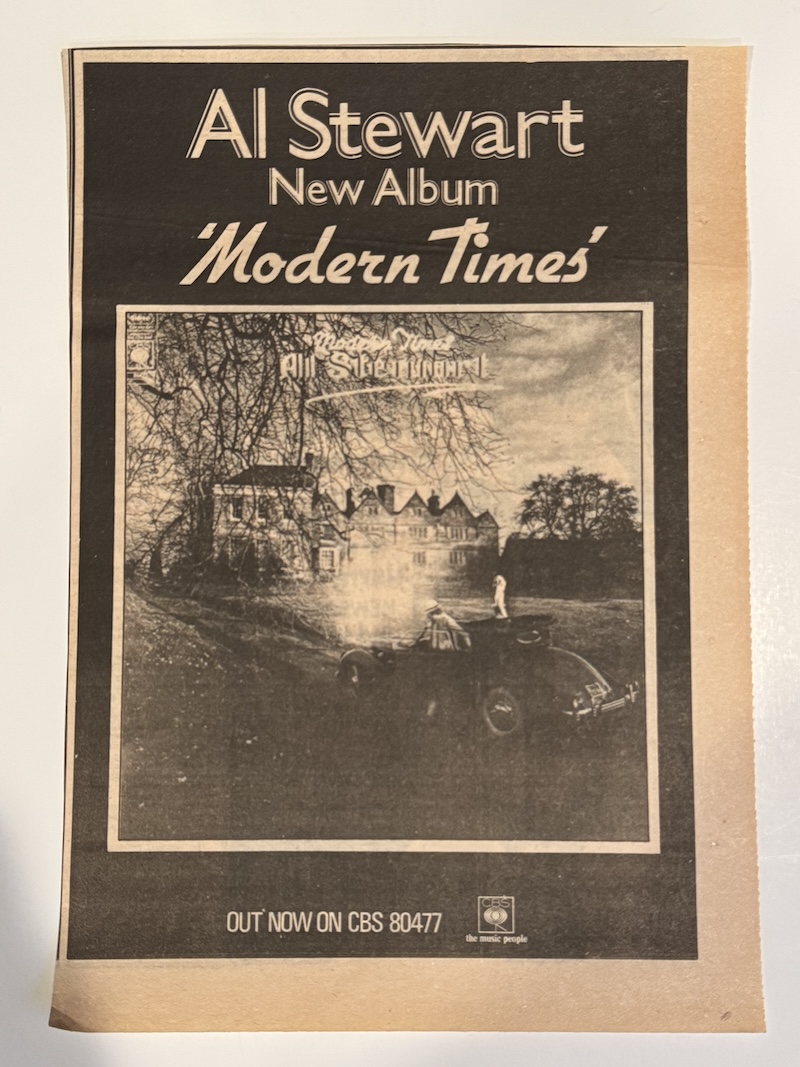 Al Stewart
New Album
'Modern Times'
Modern Times
Al Stewart
OUT NOW ON CBS 80477
CBS
the music people